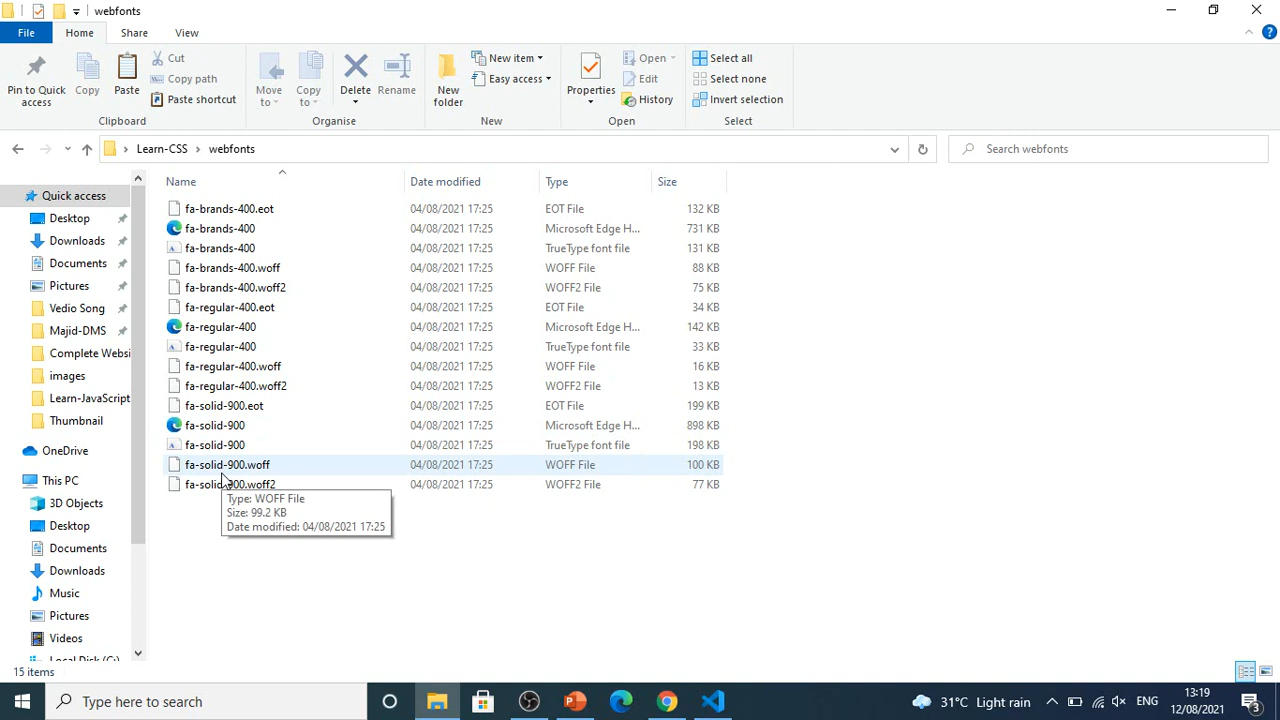 webfonts
File
Home
Share
View
Pin to Quick access
Copy
Paste
Cut
Copy path
Paste shortcut
Clipboard
Move to
Copy to
Delete
Rename
Organise
New folder
New item
Easy access
New
Properties
Open
Edit
History
Open
Select all
Select none
Invert selection
Select
Learn-CSS > webfonts
Search webfonts
Name Date modified Type Size
Quick access
Desktop
Downloads
Documents
Pictures
Vedio Song
Majid-DMS
Complete Websi
images
Learn-JavaScript
Thumbnail
OneDrive
This PC
3D Objects
Desktop
Documents
Downloads
Music
Pictures
Videos
Local Disk (C:)
fa-brands-400.eot 04/08/2021 17:25 EOT File 132 KB
fa-brands-400 04/08/2021 17:25 Microsoft Edge H... 731 KB
fa-brands-400 04/08/2021 17:25 TrueType font file 131 KB
fa-brands-400.woff 04/08/2021 17:25 WOFF File 88 KB
fa-brands-400.woff2 04/08/2021 17:25 WOFF2 File 75 KB
fa-regular-400.eot 04/08/2021 17:25 EOT File 34 KB
fa-regular-400 04/08/2021 17:25 Microsoft Edge H... 142 KB
fa-regular-400 04/08/2021 17:25 TrueType font file 33 KB
fa-regular-400.woff 04/08/2021 17:25 WOFF File 16 KB
fa-regular-400.woff2 04/08/2021 17:25 WOFF2 File 13 KB
fa-solid-900.eot 04/08/2021 17:25 EOT File 199 KB
fa-solid-900 04/08/2021 17:25 Microsoft Edge H... 898 KB
fa-solid-900 04/08/2021 17:25 TrueType font file 198 KB
fa-solid-900.woff 04/08/2021 17:25 WOFF File 100 KB
fa-solid-900.woff2 04/08/2021 17:25 WOFF2 File 77 KB
Type: WOFF File
Size: 99.2 KB
Date modified: 04/08/2021 17:25
15 items
Type here to search
31°C Light rain
ENG
13:19
12/08/2021
3